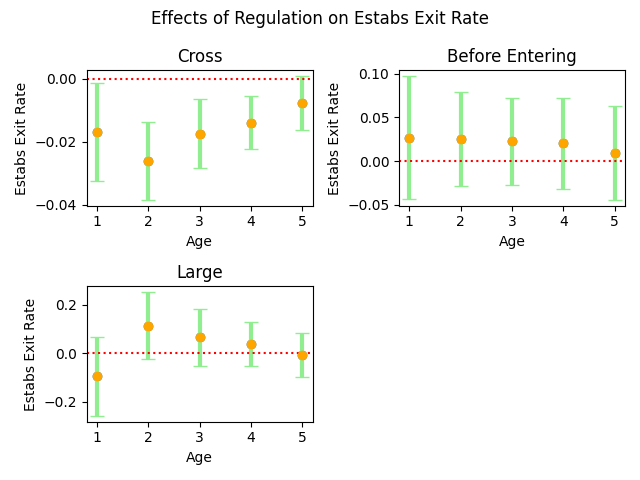 Effects of Regulation on Estabs Exit Rate
Cross
Estabs Exit Rate
0.00
−0.02
−0.04
1 2 3 4 5
Age
Before Entering
Estabs Exit Rate
0.10
0.05
0.00
−0.05
1 2 3 4 5
Age
Large
Estabs Exit Rate
0.2
0.0
−0.2
1 2 3 4 5
Age